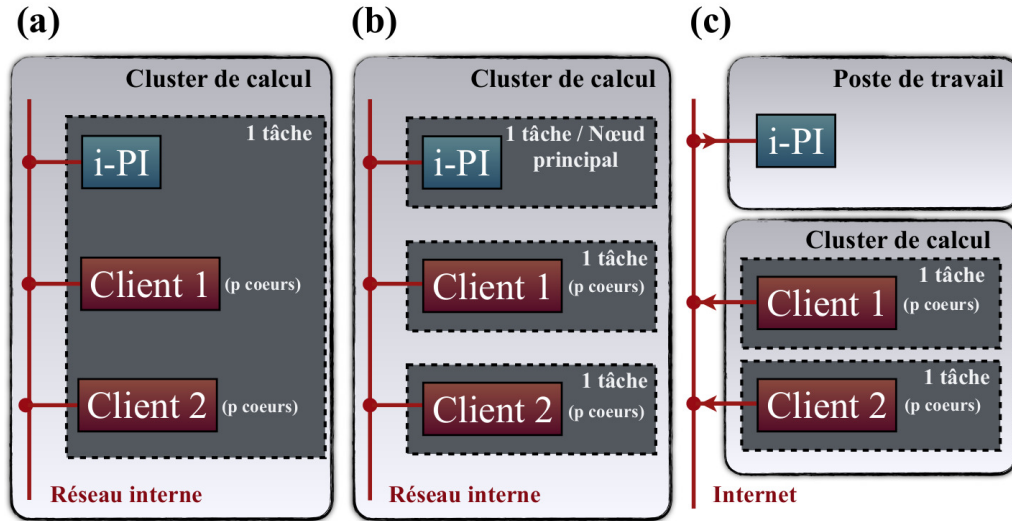 (a)
Cluster de calcul
1 tâche
i-PI
Client 1 (p coeurs)
Client 2 (p coeurs)
Réseau interne
(b)
Cluster de calcul
1 tâche / Nœud
principal
i-PI
1 tâche
Client 1 (p coeurs)
1 tâche
Client 2 (p coeurs)
Réseau interne
(c)
Poste de travail
i-PI
Cluster de calcul
1 tâche
Client 1 (p coeurs)
1 tâche
Client 2 (p coeurs)
Internet